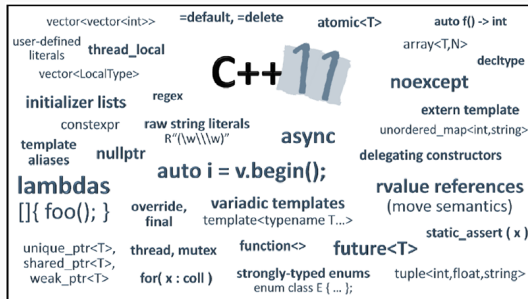 vector<vector<int>>
=default, =delete
atomic<T>
auto f() -> int
user-defined
literals
thread_local
array<T,N>
decltype
vector<LocalType>
C++11
noexcept
initializer lists
regex
extern template
constexpr
raw string literals
R"(\w\\\w)"
async
unordered_map<int,string>
template
aliases
nullptr
auto i = v.begin();
delegating constructors
lambdas
[]{ foo(); }
override,
final
variadic templates
template<typename T...>
rvalue references
(move semantics)
static_assert ( x )
unique_ptr<T>,
shared_ptr<T>,
weak_ptr<T>
thread, mutex
function<>
future<T>
for( x : coll )
strongly-typed enums
enum class E { ... };
tuple<int,float,string>